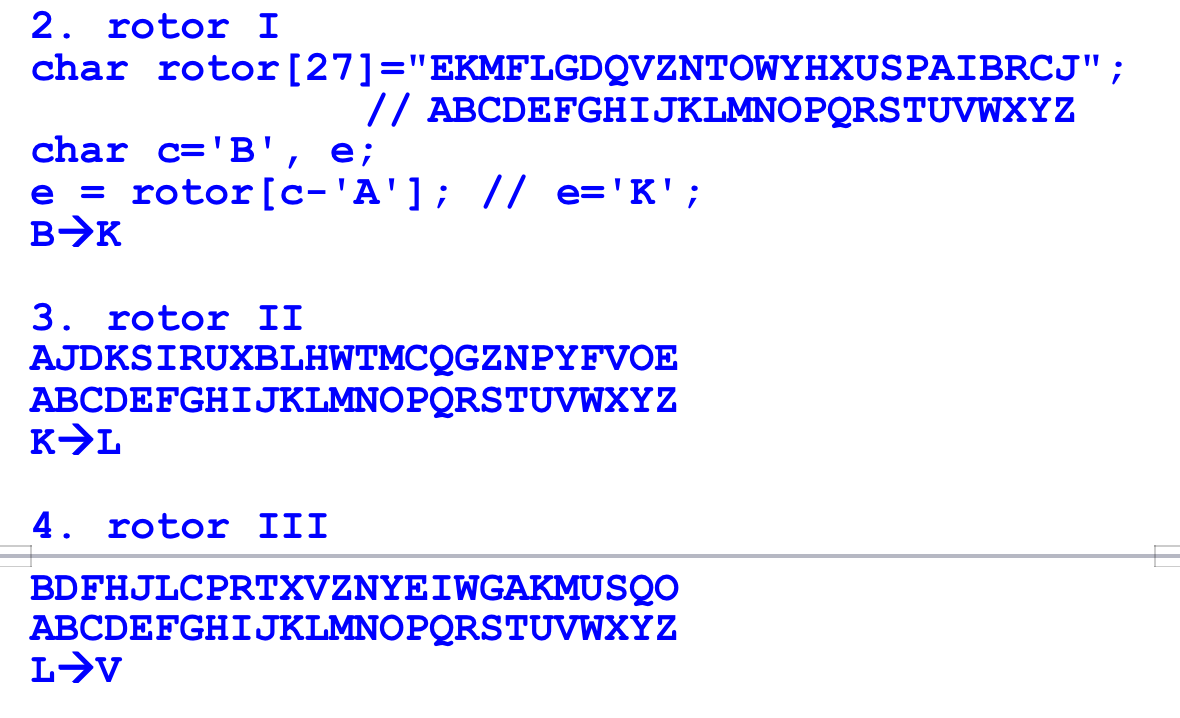 2. rotor I
char rotor[27]="EKMFLGDQVZNTOWYHXUSPAIBRCJ";
// ABCDEFGHIJKLMNOPQRSTUVWXYZ
char c='B', e;
e = rotor[c-'A']; // e='K';
B→K
3. rotor II
AJDKSIRUXBLHWTMCQGZNPYFVOE
ABCDEFGHIJKLMNOPQRSTUVWXYZ
K→L
4. rotor III
BDFHJLCPRTXVZNYEIWGAKMUSQO
ABCDEFGHIJKLMNOPQRSTUVWXYZ
L→V